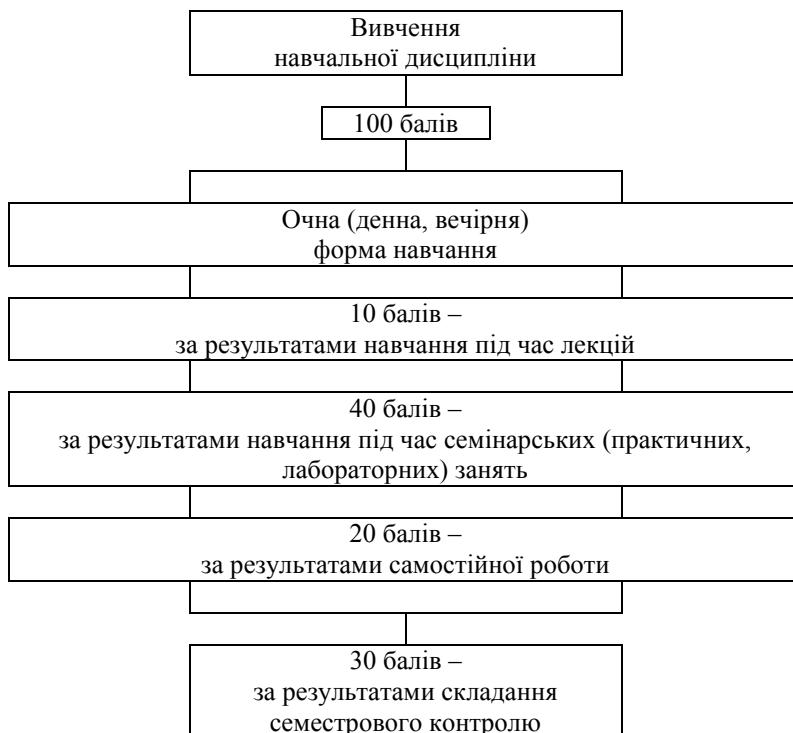 Вивчення
навчальної дисципліни
100 балів
Очна (денна, вечірня)
форма навчання
10 балів –
за результатами навчання під час лекцій
40 балів –
за результатами навчання під час семінарських (практичних,
лабораторних) занять
20 балів –
за результатами самостійної роботи
30 балів –
за результатами складання
семестрового контролю